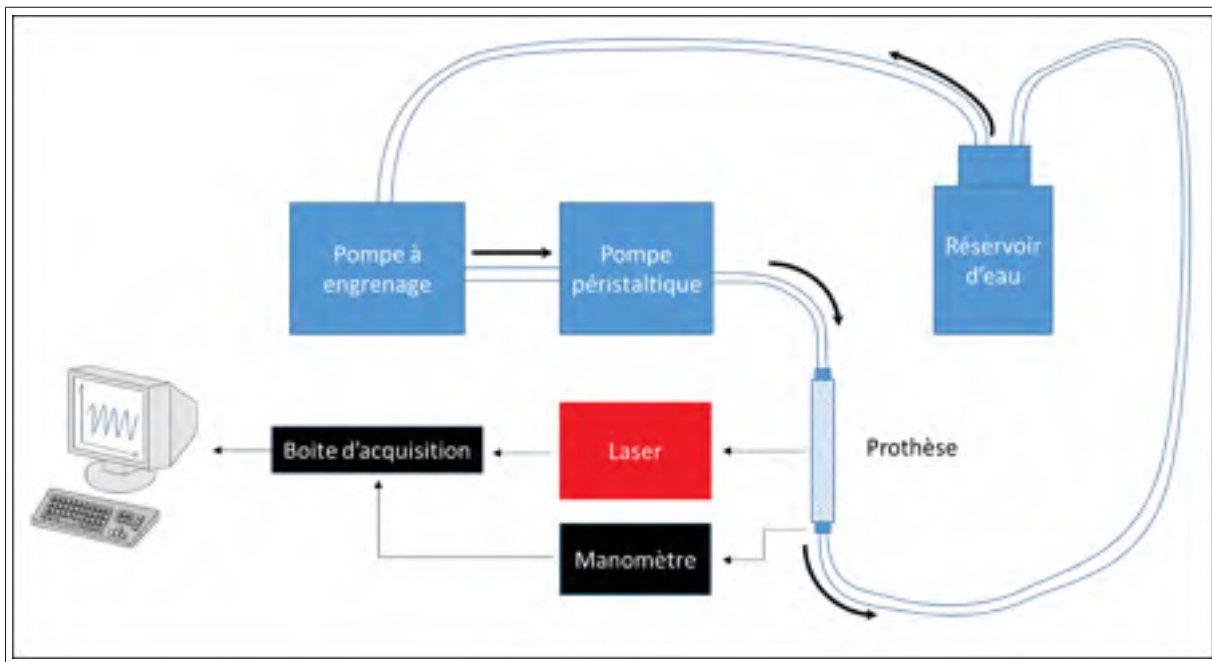 Pompe à
engrenage
Pompe
péristaltique
Réservoir
d'eau
Boite d'acquisition
Laser
Prothèse
Manomètre